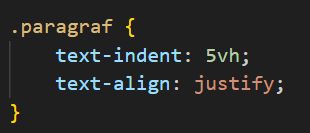 .paragraf {
    text-indent: 5vh;
    text-align: justify;
}